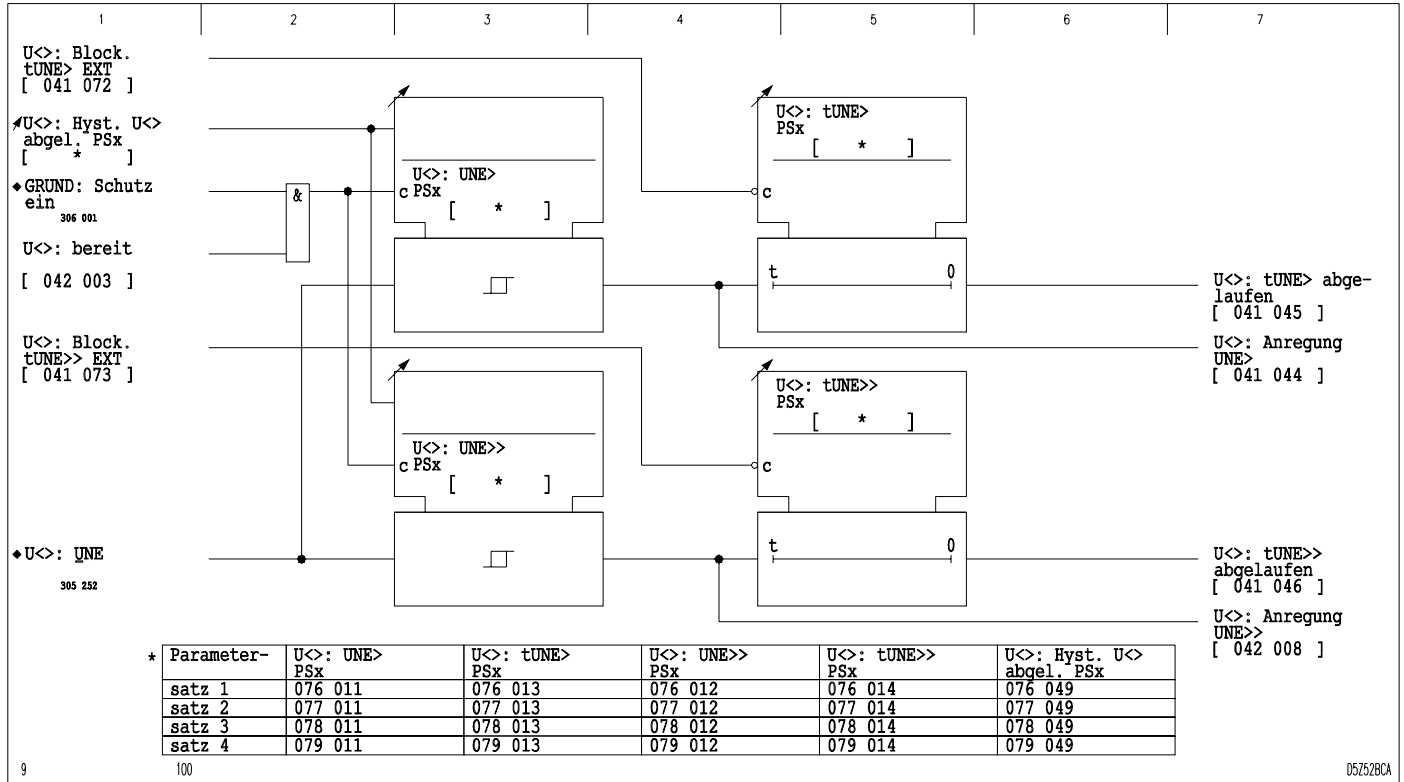 1 2 3 4 5 6 7
U<>: Block.
tUNE> EXT
[ 041 072 ]
U<>: Hyst. U<>
abgel. PSx
[ * ]
GRUND: Schutz
ein
306 001
U<>: bereit
[ 042 003 ]
U<>: Block.
tUNE>> EXT
[ 041 073 ]
U<>: UNE
305 252
&
U<>: UNE>
c PSx
[ * ]
U<>: tUNE>
PSx
[ * ]
c
t 0
U<>: tUNE> abge-
laufen
[ 041 045 ]
U<>: Anregung
UNE>
[ 041 044 ]
U<>: UNE>>
c PSx
[ * ]
U<>: tUNE>>
PSx
[ * ]
c
t 0
U<>: tUNE>>
abgelaufen
[ 041 046 ]
U<>: Anregung
UNE>>
[ 042 008 ]
* Parameter- U<>: UNE> PSx U<>: tUNE> PSx U<>: UNE>> PSx U<>: tUNE>> PSx U<>: Hyst. U<> abgel. PSx
satz 1 076 011 076 013 076 012 076 014 076 049
satz 2 077 011 077 013 077 012 077 014 077 049
satz 3 078 011 078 013 078 012 078 014 078 049
satz 4 079 011 079 013 079 012 079 014 079 049
9 100 D5Z52BCA